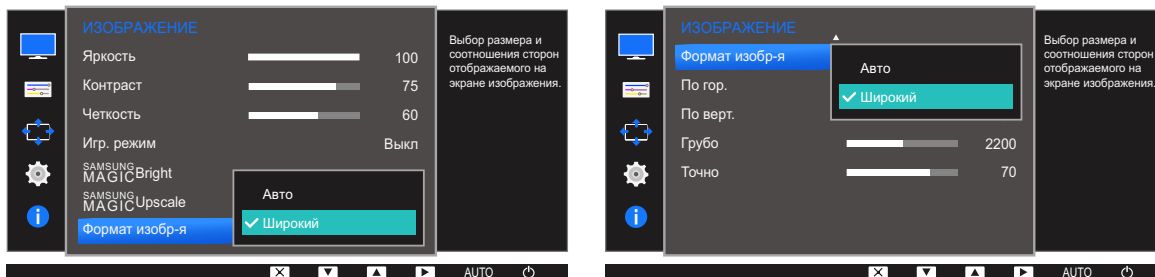 ИЗОБРАЖЕНИЕ
Яркость 100
Контраст 75
Четкость 60
Игр. режим Выкл
SAMSUNG MAGIC Bright
SAMSUNG MAGIC Upscale
Формат изобр-я
Авто
Широкий
Выбор размера и
соотношения сторон
отображаемого на
экране изображения.
AUTO
ИЗОБРАЖЕНИЕ
Формат изобр-я
Авто
Широкий
По гор.
По верт.
Грубо 2200
Точно 70
Выбор размера и
соотношения сторон
отображаемого на
экране изображения.
AUTO